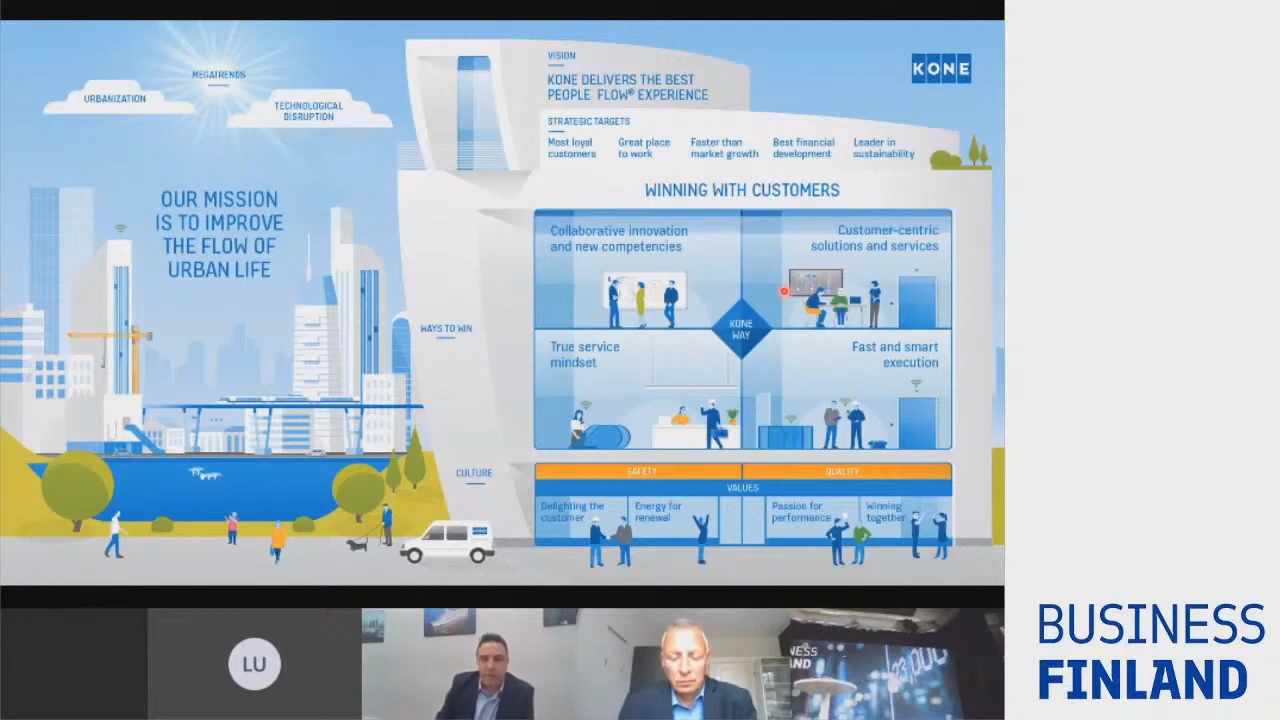 MEGATRENDS
URBANIZATION
TECHNOLOGICAL
DISRUPTION
OUR MISSION
IS TO IMPROVE
THE FLOW OF
URBAN LIFE
VISION
KONE DELIVERS THE BEST
PEOPLE FLOW® EXPERIENCE
KONE
STRATEGIC TARGETS
Most loyal
customers
Great place
to work
Faster than
market growth
Best financial
development
Leader in
sustainability
WINNING WITH CUSTOMERS
WAYS TO WIN
Collaborative innovation
and new competencies
Customer-centric
solutions and services
KONE
WAY
True service
mindset
Fast and smart
execution
CULTURE
SAFETY
QUALITY
VALUES
Delighting the
customer
Energy for
renewal
Passion for
performance
Winning
together
KONE
LU
NESS
AND
BUSINESS
FINLAND